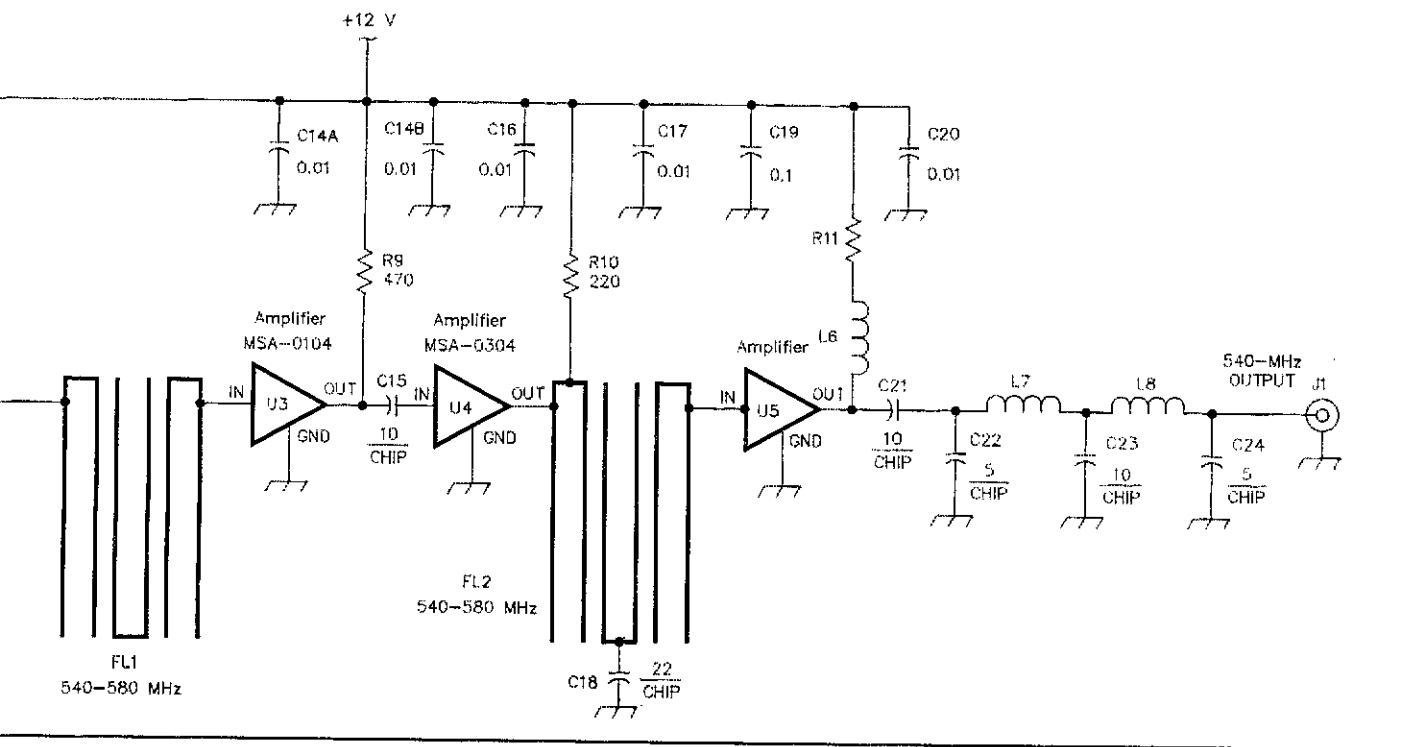 +12 V
C14A
0.01
C14B
0.01
C16
0.01
C17
0.01
C19
0.1
C20
0.01
R9
470
R10
220
R11
L6
Amplifier
MSA-0104
IN
U3
OUT
GND
C15
10
CHIP
Amplifier
MSA-0304
IN
U4
OUT
GND
Amplifier
IN
U5
OUT
GND
C21
10
CHIP
L7
C22
5
CHIP
L8
C23
10
CHIP
C24
5
CHIP
540-MHz
OUTPUT
J1
FL1
540-580 MHz
FL2
540-580 MHz
C18
22
CHIP